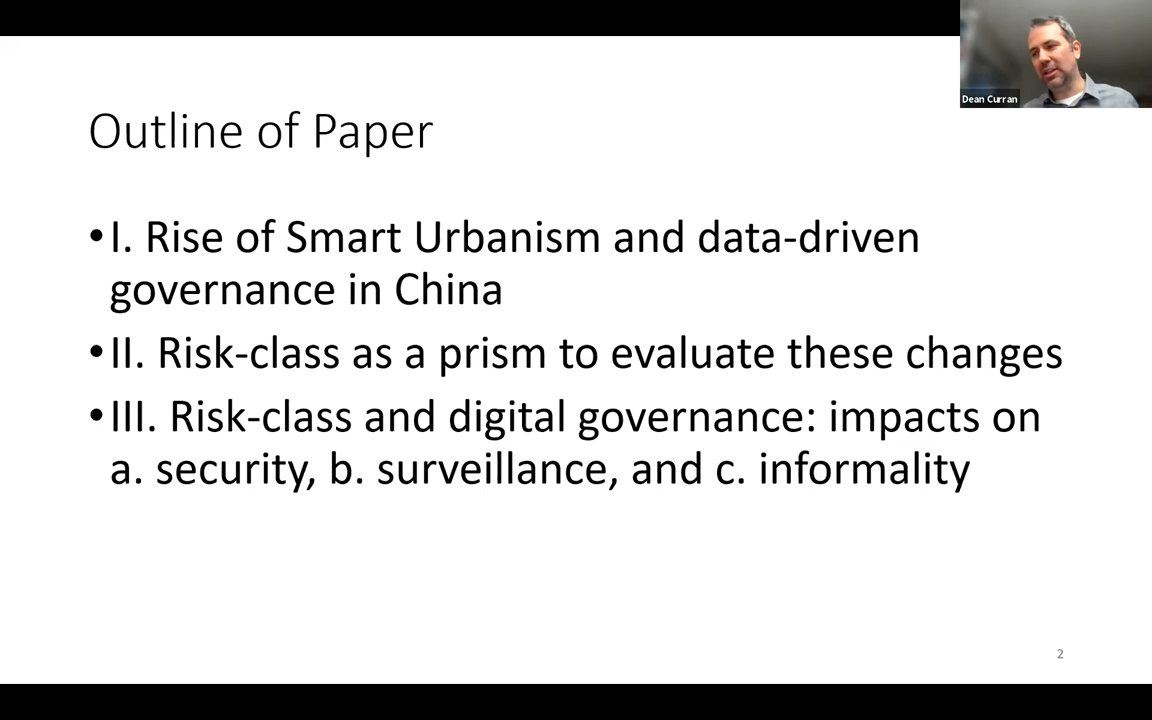 Dean Curran
Outline of Paper
•I. Rise of Smart Urbanism and data-driven
governance in China
•II. Risk-class as a prism to evaluate these changes
•III. Risk-class and digital governance: impacts on
a. security, b. surveillance, and c. informality
2